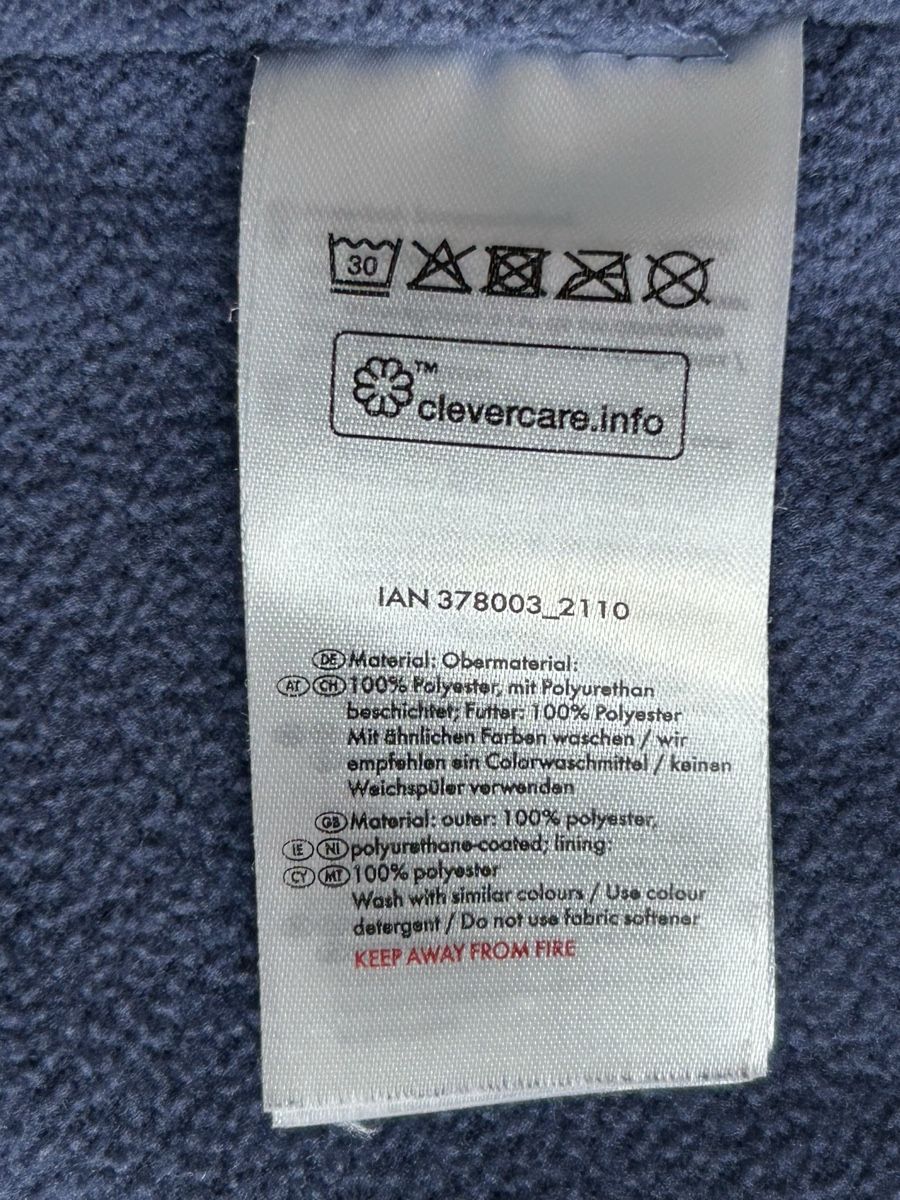 30
™
clevercare.info
IAN 378003_2110
DE Material: Obermaterial:
AT CH 100% Polyester, mit Polyurethan
beschichtet; Futter: 100% Polyester
Mit ähnlichen Farben waschen / wir
empfehlen ein Colorwaschmittel / keinen
Weichspüler verwenden
GB Material: outer: 100% polyester,
IE NI polyurethane-coated; lining:
CY MT 100% polyester
Wash with similar colours / Use colour
detergent / Do not use fabric softener
KEEP AWAY FROM FIRE